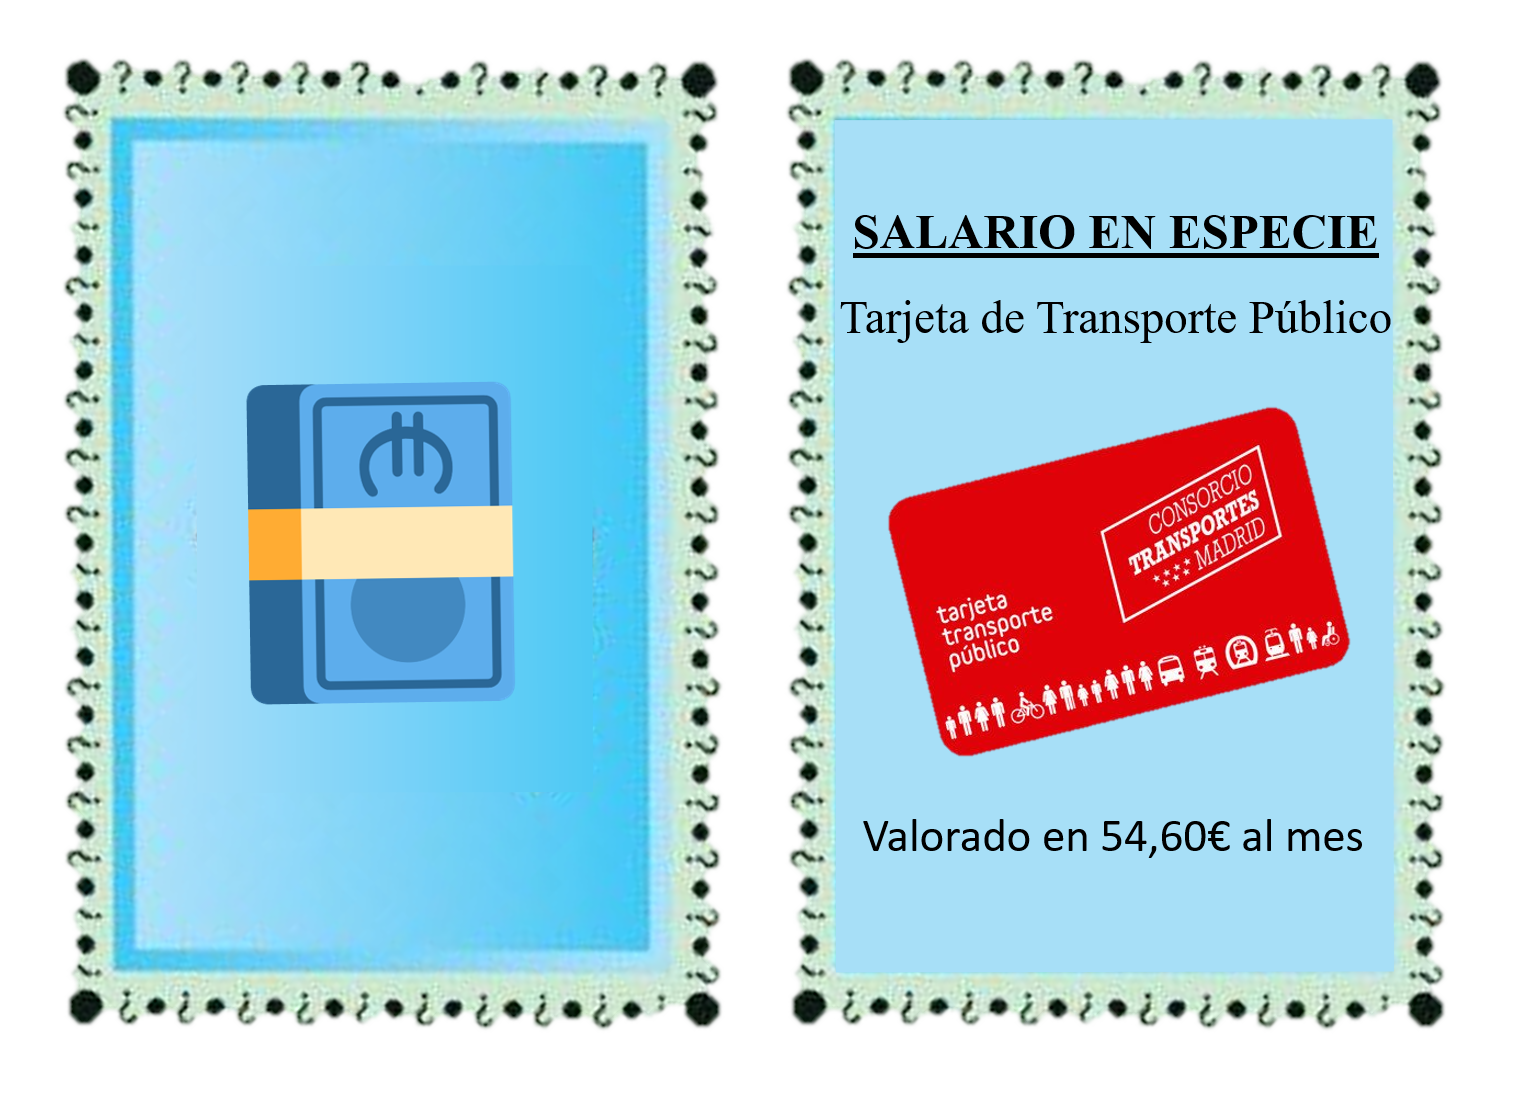 SALARIO EN ESPECIE
Tarjeta de Transporte Público
CONSORCIO
TRANSPORTES
MADRID
tarjeta
transporte
público
Valorado en 54,60€ al mes